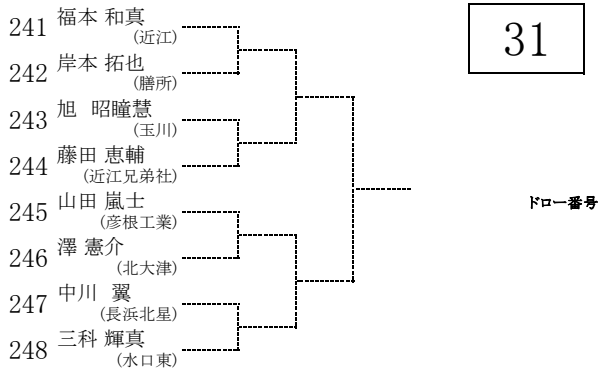 241 福本 和真
(近江)
242 岸本 拓也
(膳所)
243 旭 昭瞳慧
(玉川)
244 藤田 恵輔
(近江兄弟社)
245 山田 嵐士
(彦根工業)
246 澤 憲介
(北大津)
247 中川 翼
(長浜北星)
248 三科 輝真
(水口東)
31
ドロー番号